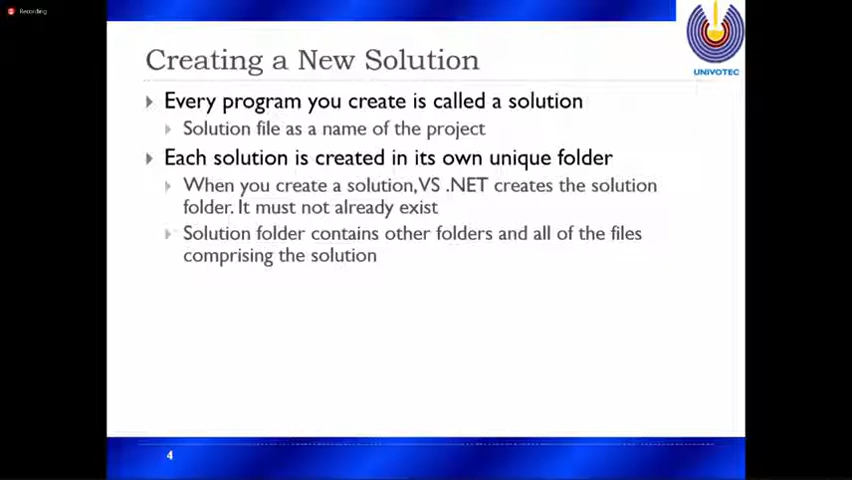 Recording
UNIVOTEC
Creating a New Solution
Every program you create is called a solution
Solution file as a name of the project
Each solution is created in its own unique folder
When you create a solution, VS .NET creates the solution
folder. It must not already exist
Solution folder contains other folders and all of the files
comprising the solution
4